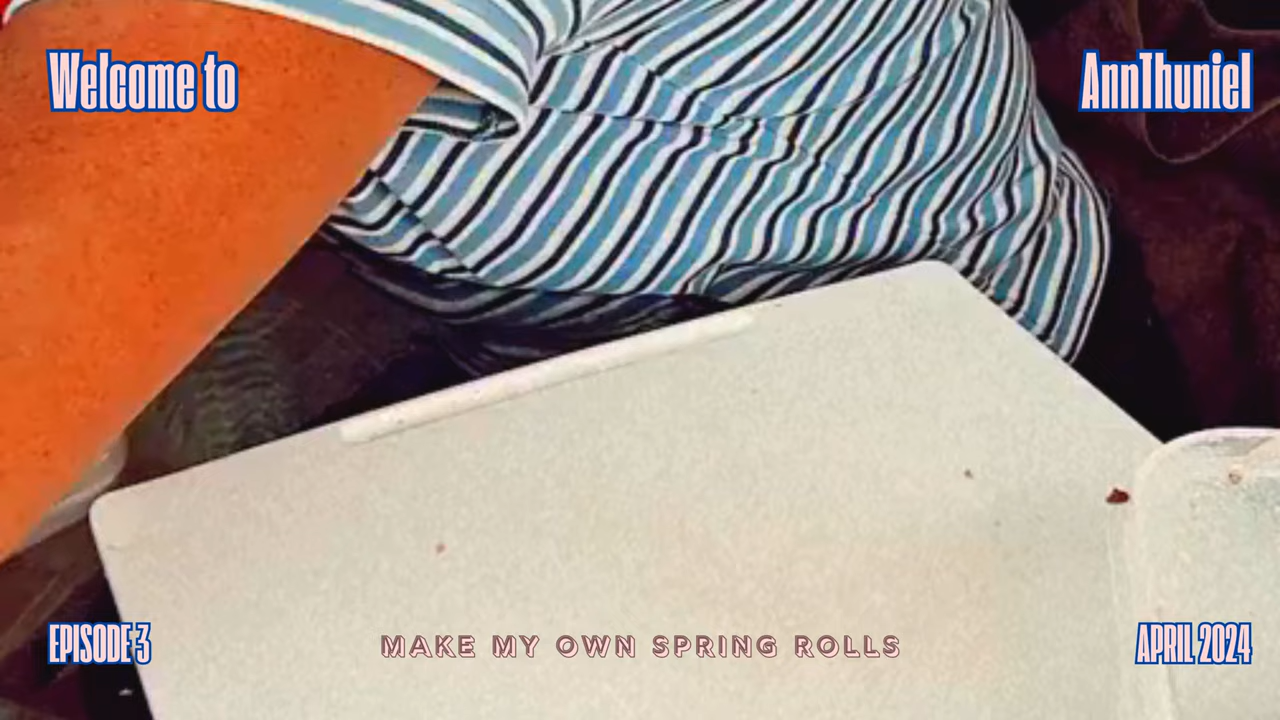 Welcome to
AnnThuniel
EPISODE 3
MAKE MY OWN SPRING ROLLS
APRIL 2024